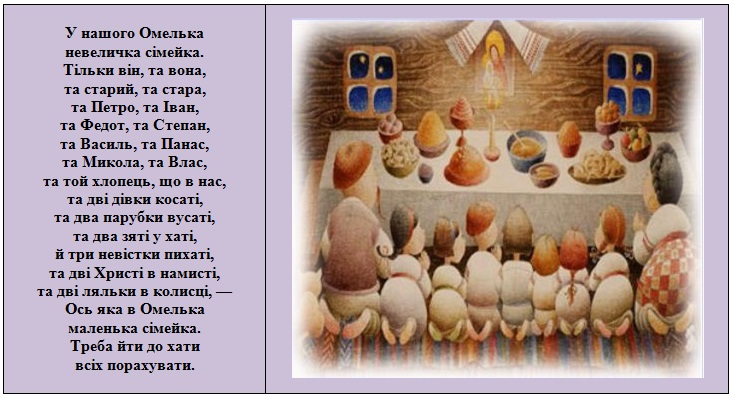 У нашого Омелька
невеличка сімейка.
Тільки він, та вона,
та старий, та стара,
та Петро, та Іван,
та Федот, та Степан,
та Василь, та Панас,
та Микола, та Влас,
та той хлопець, що в нас,
та дві дівки косаті,
та два парубки вусаті,
та два зяті у хаті,
й три невістки пихаті,
та дві Христі в намисті,
та дві ляльки в колисці, —
Ось яка в Омелька
маленька сімейка.
Треба йти до хати
всіх порахувати.